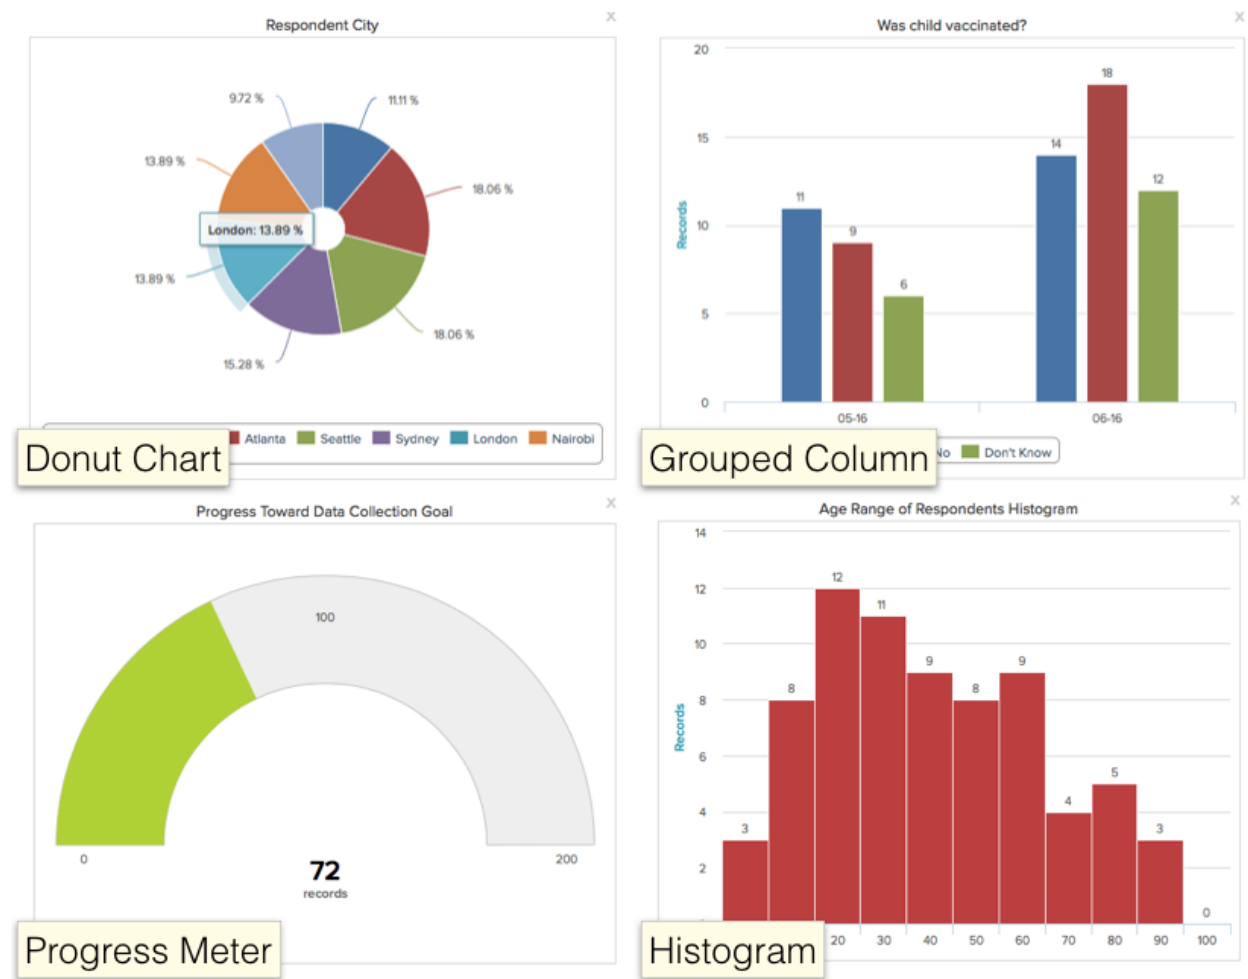 Respondent City
x
9.72 %
11.11 %
13.89 %
18.06 %
London: 13.89 %
13.89 %
18.06 %
15.28 %
Atlanta Seattle Sydney London Nairobi
Donut Chart
Was child vaccinated?
x
20
18
15
14
12
11
10
9
Records
6
5
0
05-16 06-16
No Don't Know
Grouped Column
Progress Toward Data Collection Goal
x
100
0
200
72
records
Progress Meter
Age Range of Respondents Histogram
x
14
12
12
11
10
9
9
8
8
8
Records
6
5
4
4
3
3
2
0
20 30 40 50 60 70 80 90 100
Histogram